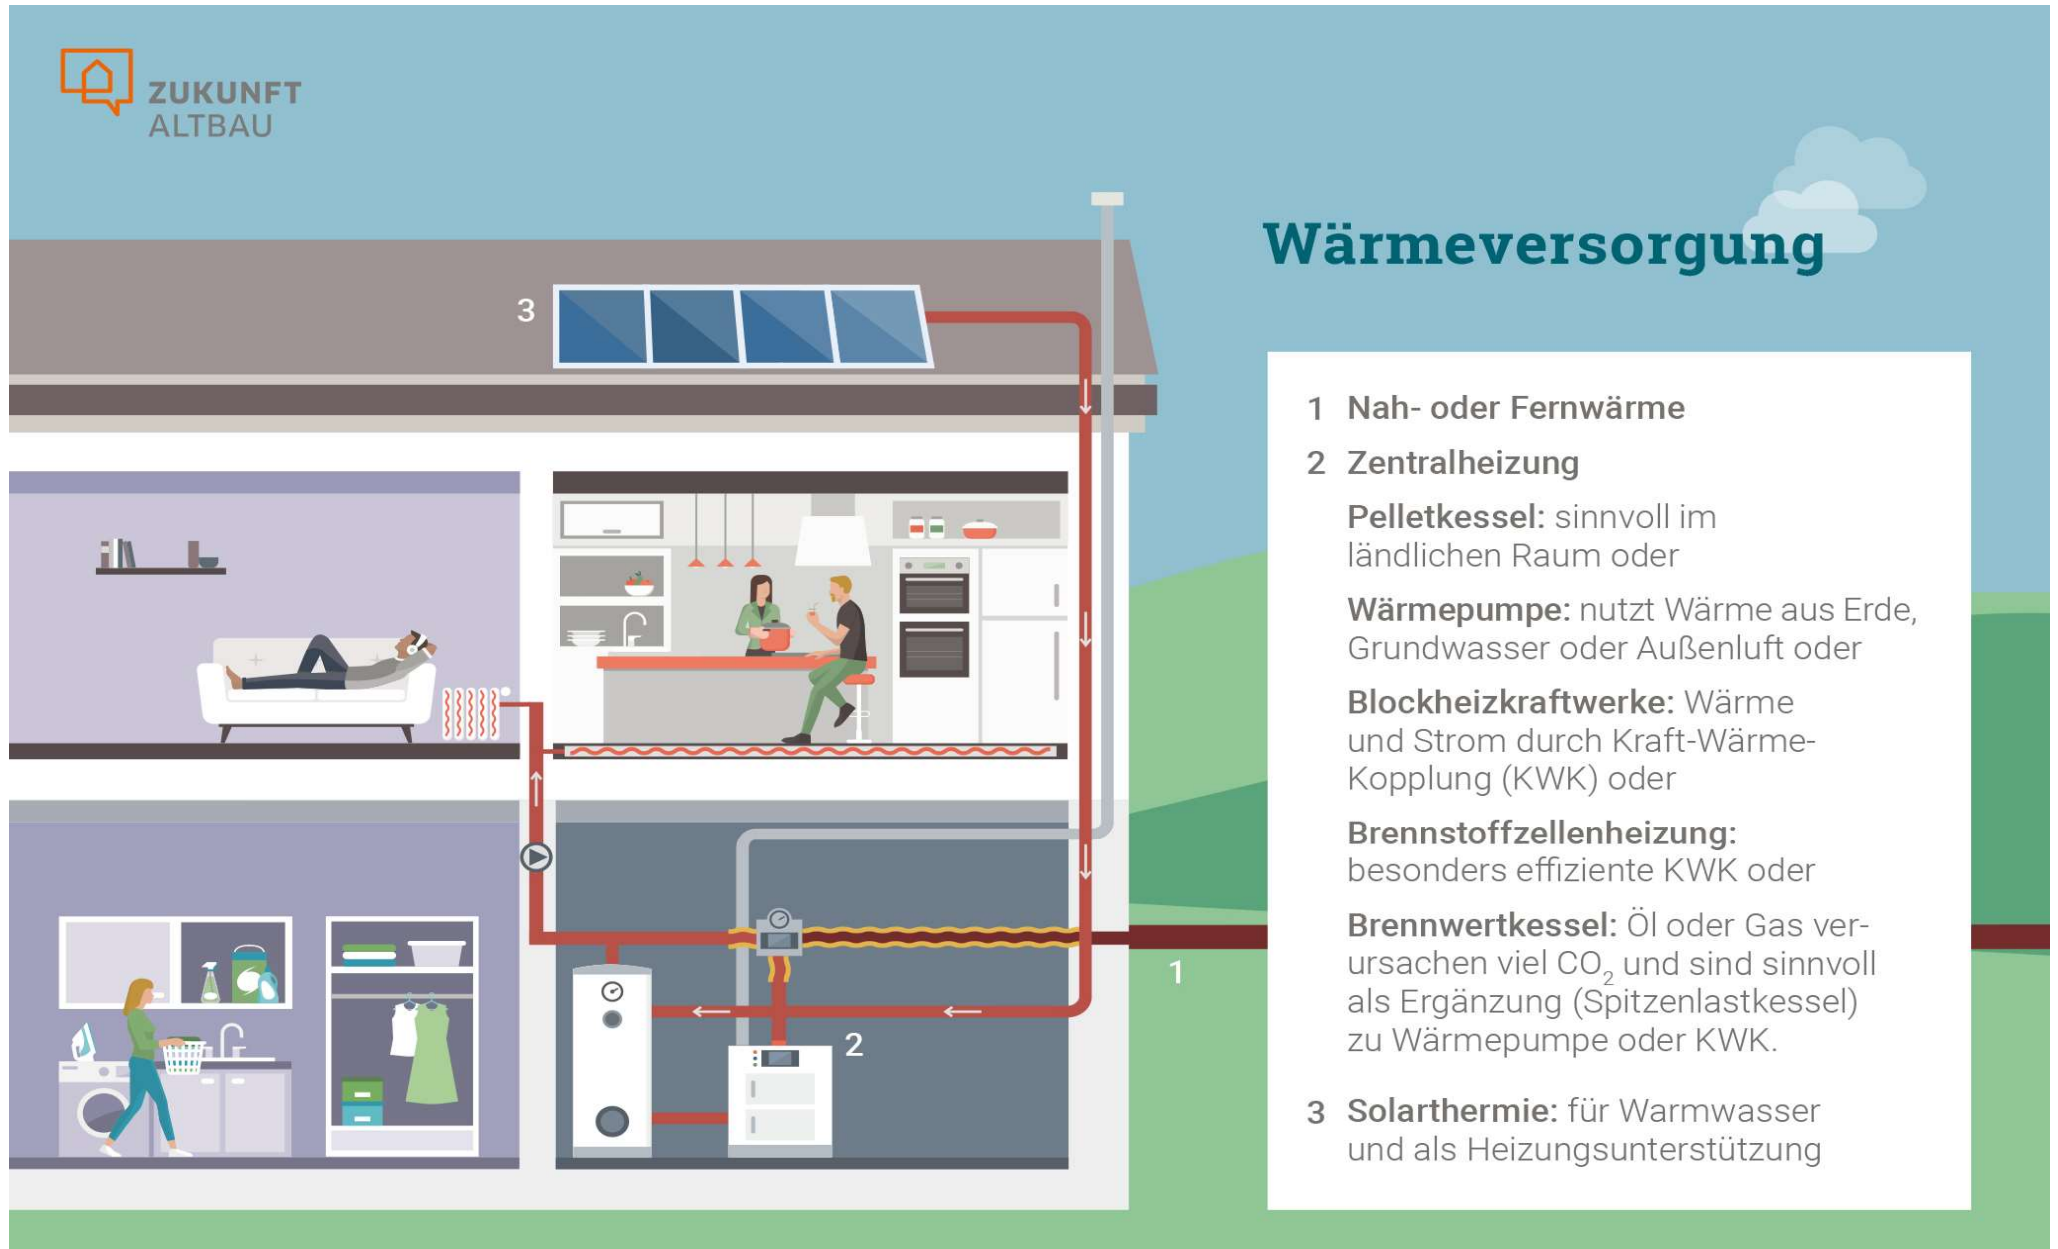 ZUKUNFT
ALTBAU
Wärmeversorgung
3
1
2
1 Nah- oder Fernwärme
2 Zentralheizung
Pelletkessel: sinnvoll im
ländlichen Raum oder
Wärmepumpe: nutzt Wärme aus Erde,
Grundwasser oder Außenluft oder
Blockheizkraftwerke: Wärme
und Strom durch Kraft-Wärme-
Kopplung (KWK) oder
Brennstoffzellenheizung:
besonders effiziente KWK oder
Brennwertkessel: Öl oder Gas ver-
ursachen viel CO₂ und sind sinnvoll
als Ergänzung (Spitzenlastkessel)
zu Wärmepumpe oder KWK.
3 Solarthermie: für Warmwasser
und als Heizungsunterstützung